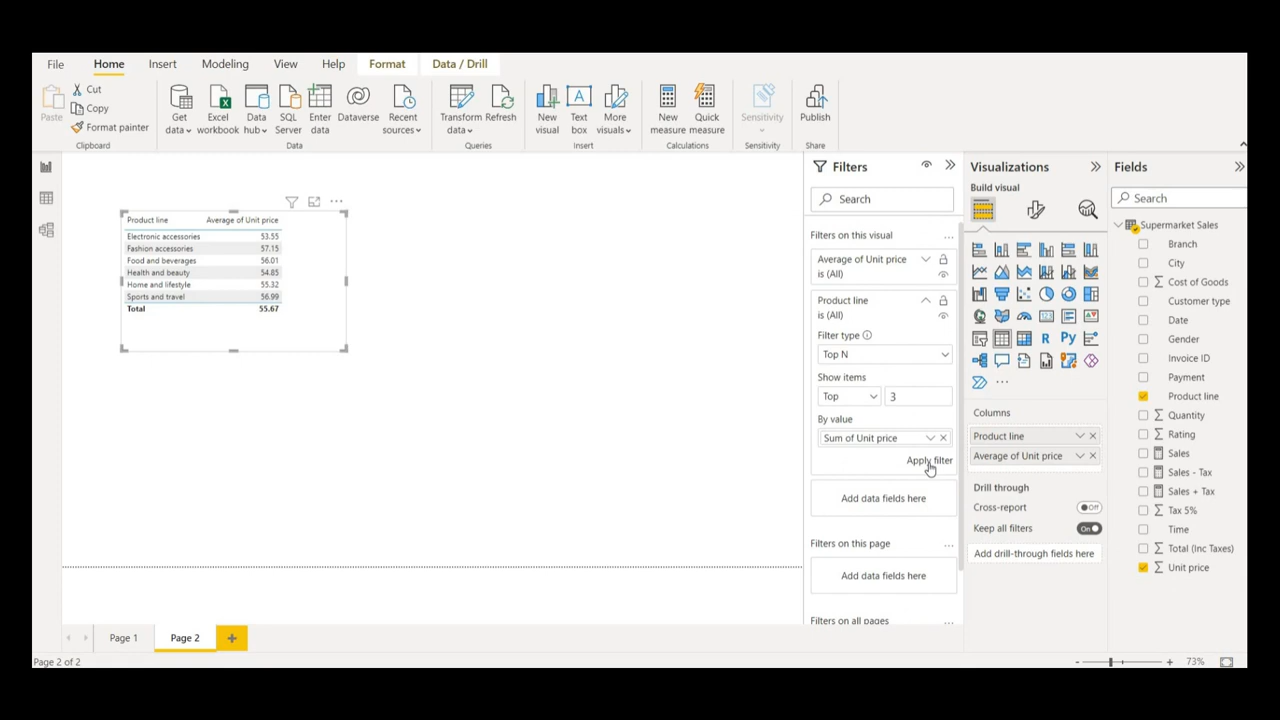 File Home Insert Modeling View Help Format Data / Drill
Paste
Cut
Copy
Format painter
Clipboard
Get data
Excel workbook
Data hub
SQL Server
Enter data
Dataverse
Recent sources
Data
Transform data
Refresh
Queries
New visual
Text box
More visuals
Insert
New measure
Quick measure
Calculations
Sensitivity
Sensitivity
Publish
Share
Product line Average of Unit price
Electronic accessories 53.55
Fashion accessories 57.15
Food and beverages 56.01
Health and beauty 54.85
Home and lifestyle 55.32
Sports and travel 56.99
Total 55.67
Filters
Search
Filters on this visual
Average of Unit price
is (All)
Product line
is (All)
Filter type
Top N
Show items
Top 3
By value
Sum of Unit price
Apply filter
Add data fields here
Filters on this page
Add data fields here
Filters on all pages
Visualizations
Build visual
R Py
Columns
Product line
Average of Unit price
Drill through
Cross-report Off
Keep all filters On
Add drill-through fields here
Fields
Search
Supermarket Sales
Branch
City
Σ Cost of Goods
Customer type
Date
Gender
Invoice ID
Payment
Product line
Σ Quantity
Σ Rating
Sales
Sales - Tax
Sales + Tax
Σ Tax 5%
Time
Σ Total (Inc Taxes)
Σ Unit price
Page 1 Page 2 +
Page 2 of 2
- + 73%